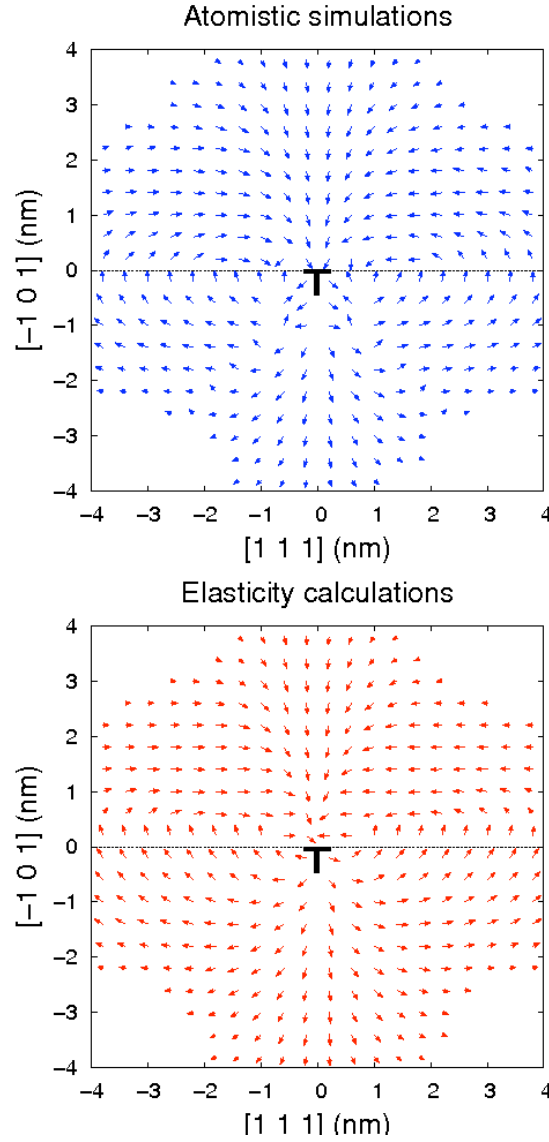 Atomistic simulations
4
3
2
1
0
−1
−2
−3
−4
[−1 0 1] (nm)
−4 −3 −2 −1 0 1 2 3 4
[1 1 1] (nm)
Elasticity calculations
4
3
2
1
0
−1
−2
−3
−4
[−1 0 1] (nm)
−4 −3 −2 −1 0 1 2 3 4
[1 1 1] (nm)